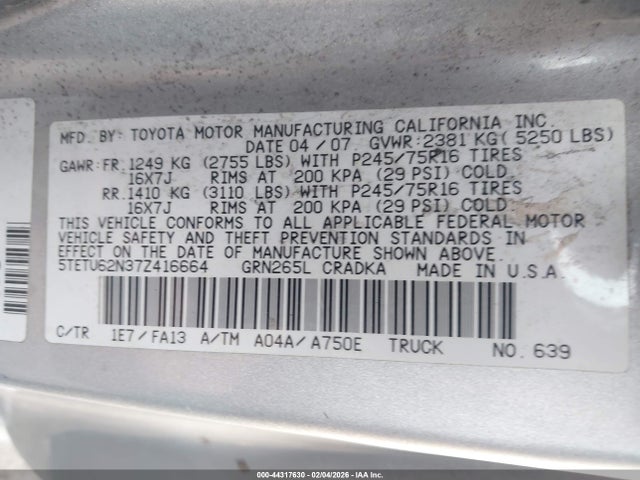 MFD. BY: TOYOTA MOTOR MANUFACTURING CALIFORNIA INC.
DATE 04 / 07 GVWR: 2381 KG( 5250 LBS)
GAWR: FR. 1249 KG (2755 LBS) WITH P245/75R16 TIRES
16X7J RIMS AT 200 KPA (29 PSI) COLD.
RR. 1410 KG (3110 LBS) WITH P245/75R16 TIRES
16X7J RIMS AT 200 KPA (29 PSI) COLD.
THIS VEHICLE CONFORMS TO ALL APPLICABLE FEDERAL MOTOR
VEHICLE SAFETY AND THEFT PREVENTION STANDARDS IN
EFFECT ON THE DATE OF MANUFACTURE SHOWN ABOVE.
5TETU62N37Z416664 GRN265L CRADKA MADE IN U.S.A.
C/TR 1E7/FA13 A/TM A04A/A750E TRUCK NO. 639
000-44317630 - 02/04/2026 - IAA Inc.